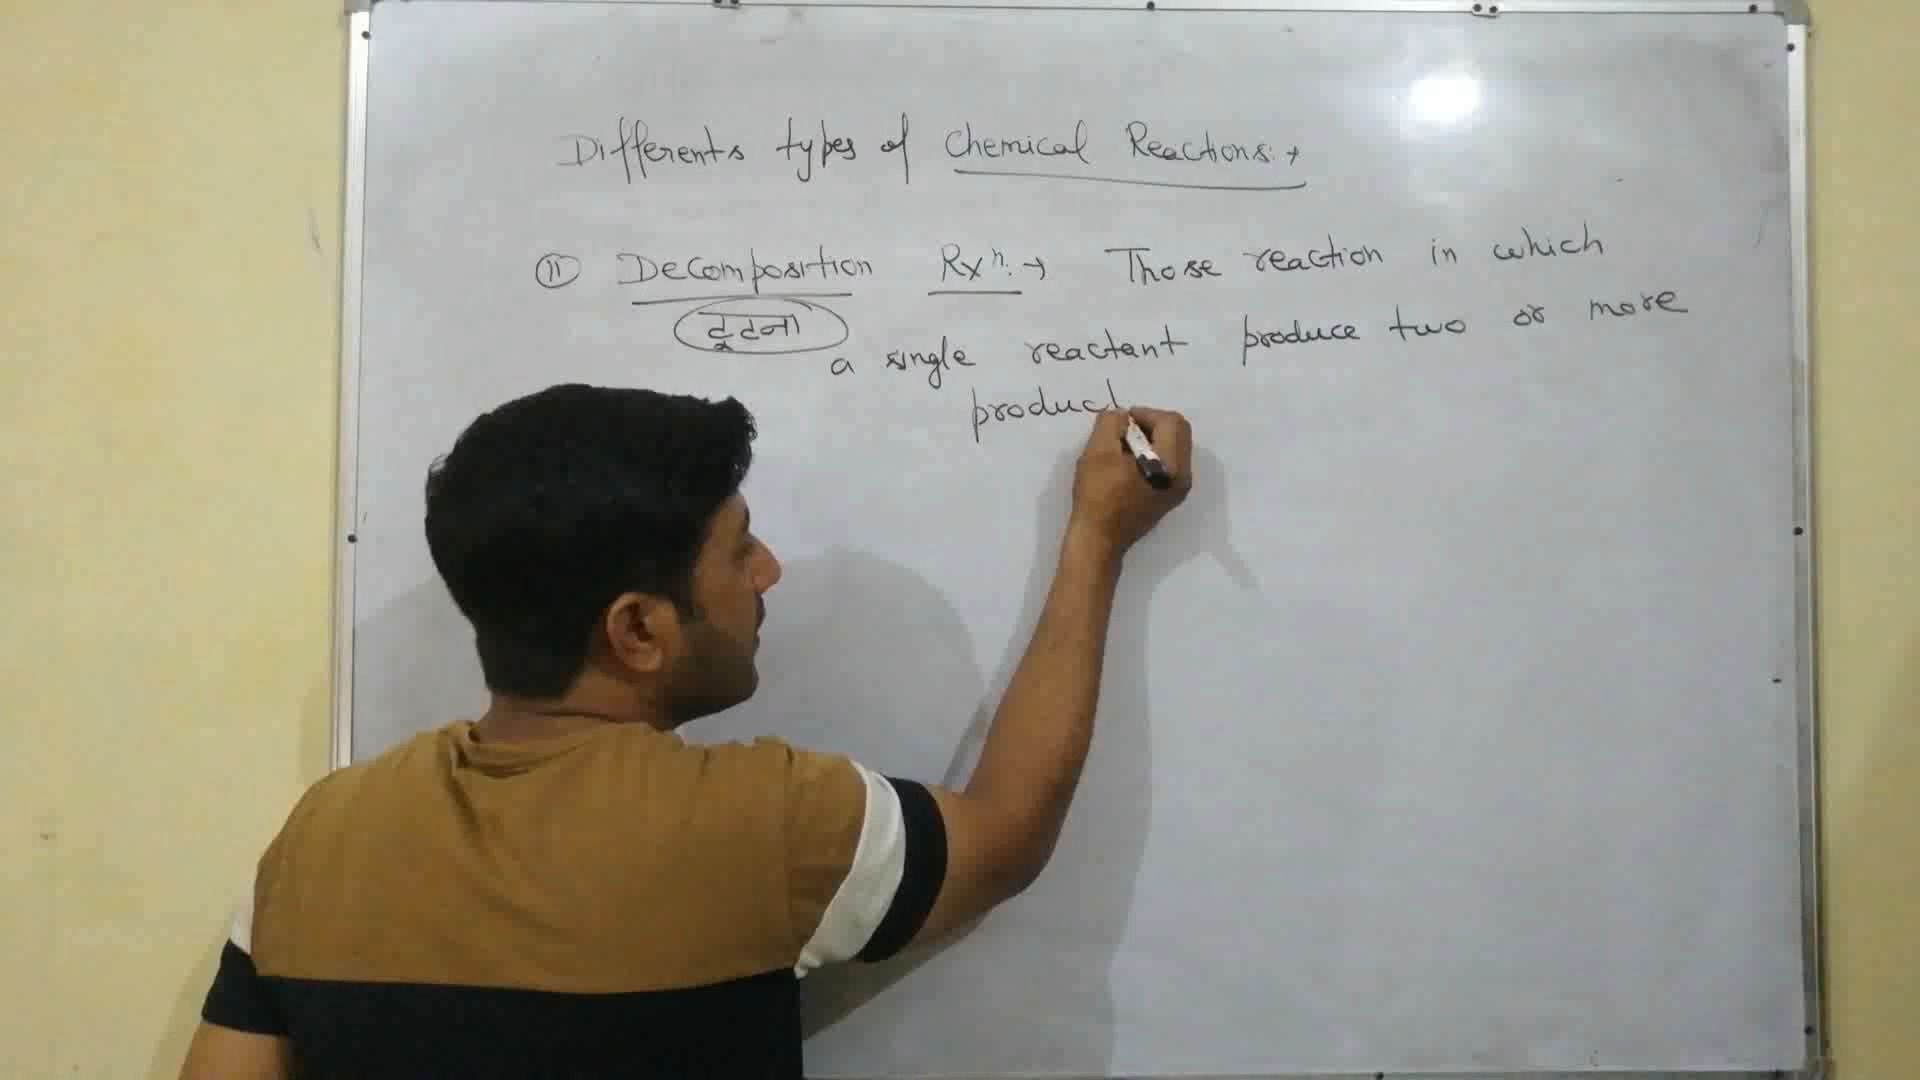 Differents types of Chemical Reactions:→
(ii) Decomposition Rxⁿ.→ Those reaction in which
टूटना
a single reactant produce two or more
product